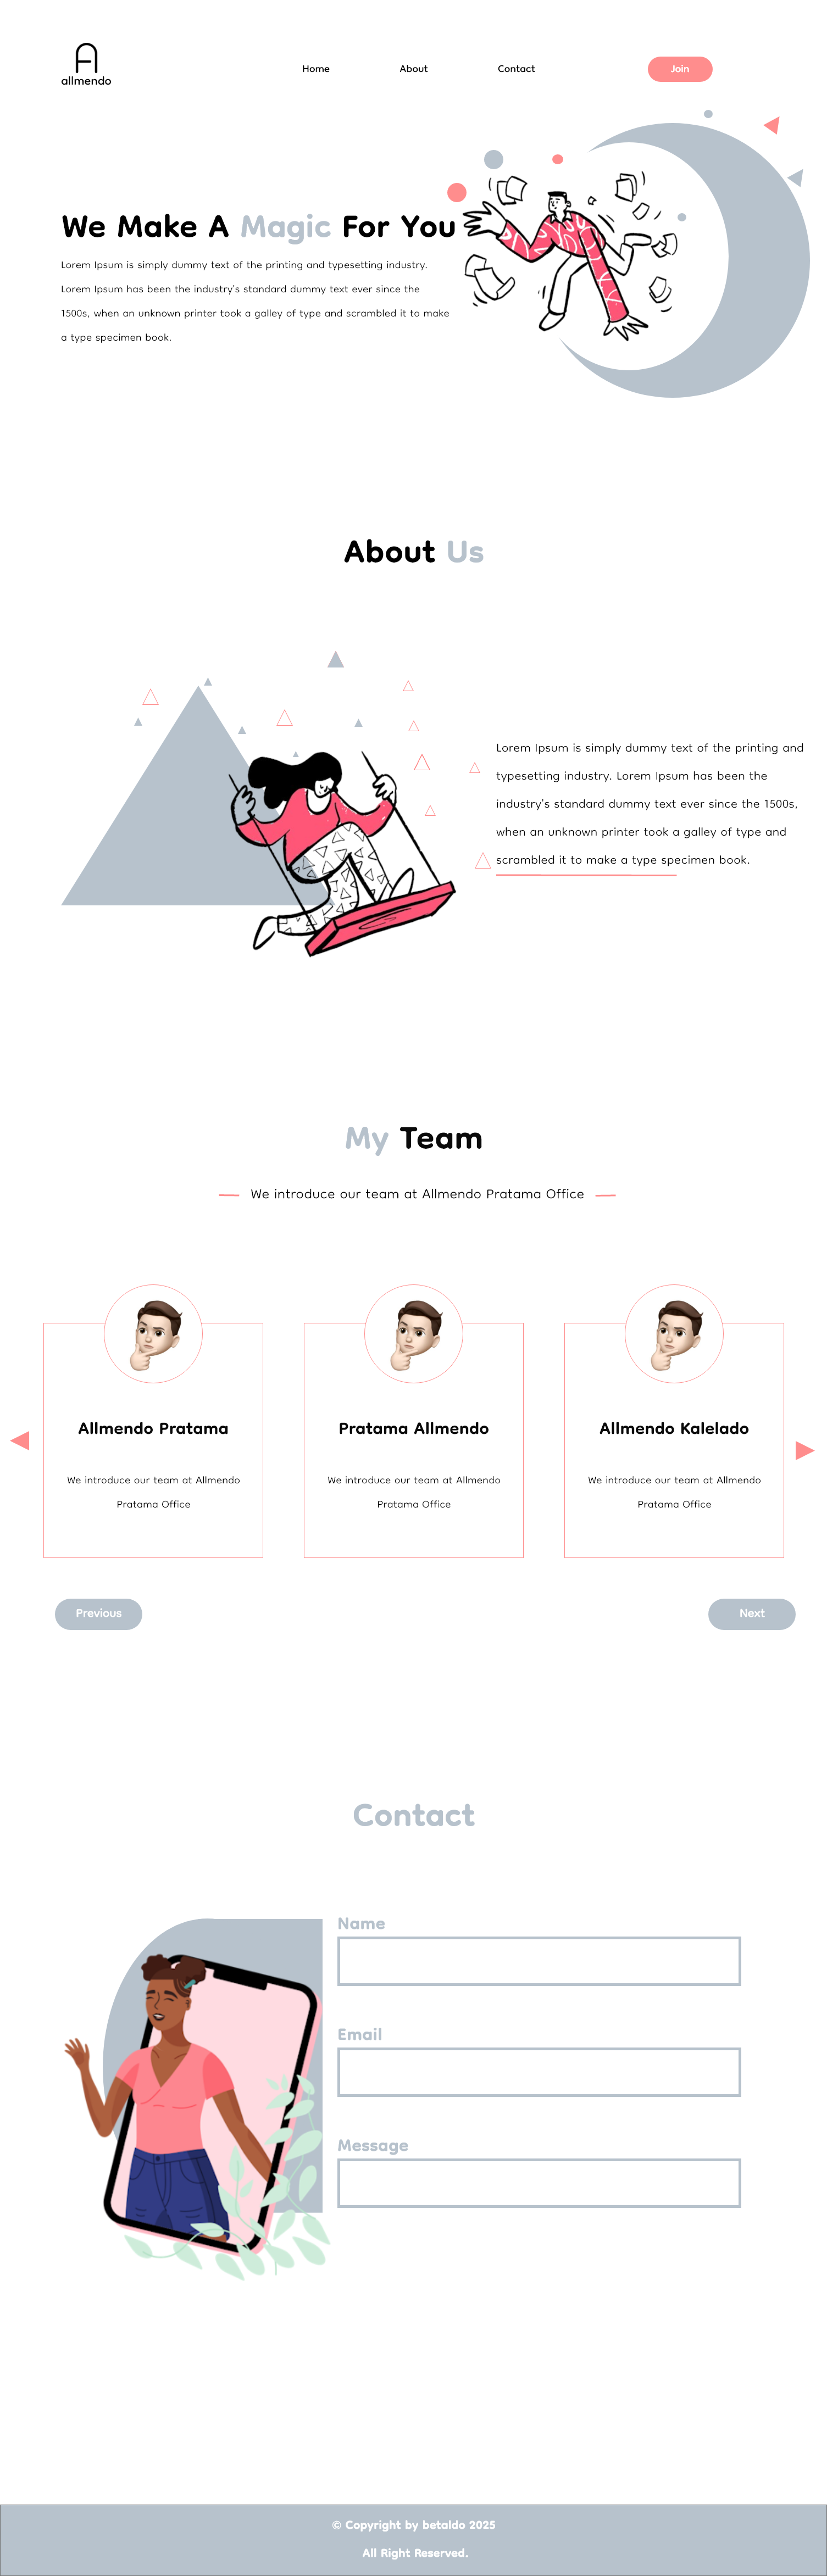 allmendo
Home
About
Contact
Join
We Make A Magic For You
Lorem Ipsum is simply dummy text of the printing and typesetting industry.
Lorem Ipsum has been the industry's standard dummy text ever since the
1500s, when an unknown printer took a galley of type and scrambled it to make
a type specimen book.
About Us
Lorem Ipsum is simply dummy text of the printing and
typesetting industry. Lorem Ipsum has been the
industry's standard dummy text ever since the 1500s,
when an unknown printer took a galley of type and
scrambled it to make a type specimen book.
My Team
We introduce our team at Allmendo Pratama Office
Allmendo Pratama
We introduce our team at Allmendo
Pratama Office
Pratama Allmendo
We introduce our team at Allmendo
Pratama Office
Allmendo Kalelado
We introduce our team at Allmendo
Pratama Office
Previous
Next
Contact
Name
Email
Message
© Copyright by betaldo 2025
All Right Reserved.